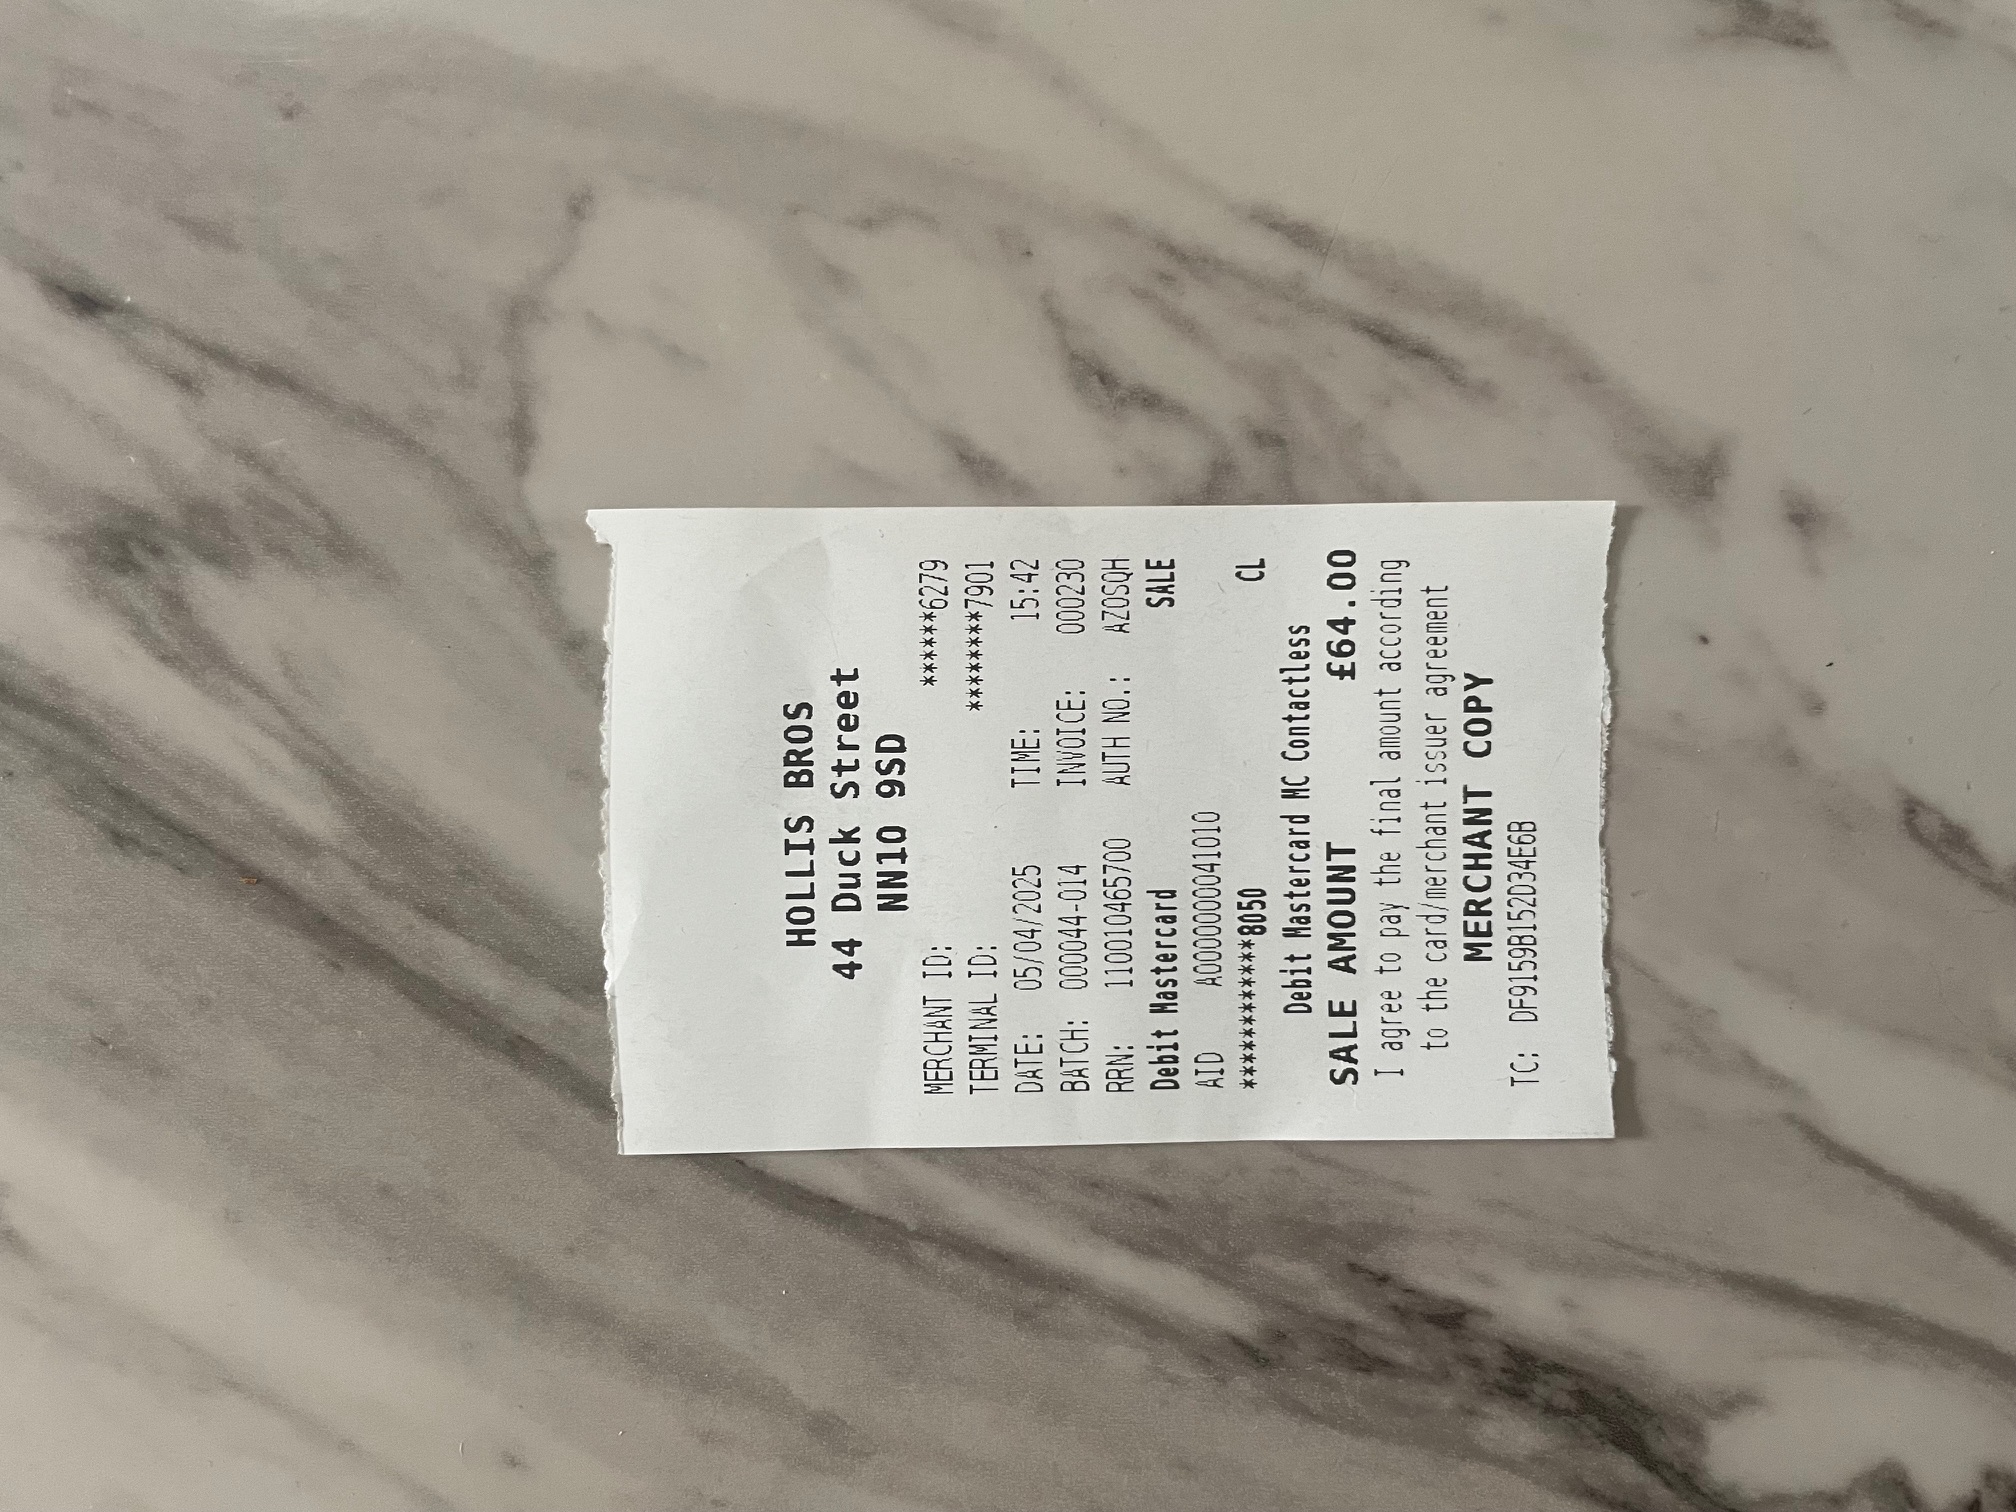 HOLLIS BROS
44 Duck Street
NN10 9SD
MERCHANT ID: ******6279
TERMINAL ID: ********7901
DATE: 05/04/2025 TIME: 15:42
BATCH: 000044-014 INVOICE: 000230
RRN: 110010465700 AUTH NO.: AZ0SQH
Debit Mastercard SALE
AID A0000000041010
************8050 CL
Debit Mastercard MC Contactless
SALE AMOUNT £64.00
I agree to pay the final amount according
to the card/merchant issuer agreement
MERCHANT COPY
TC: DF9159B152D34E6B